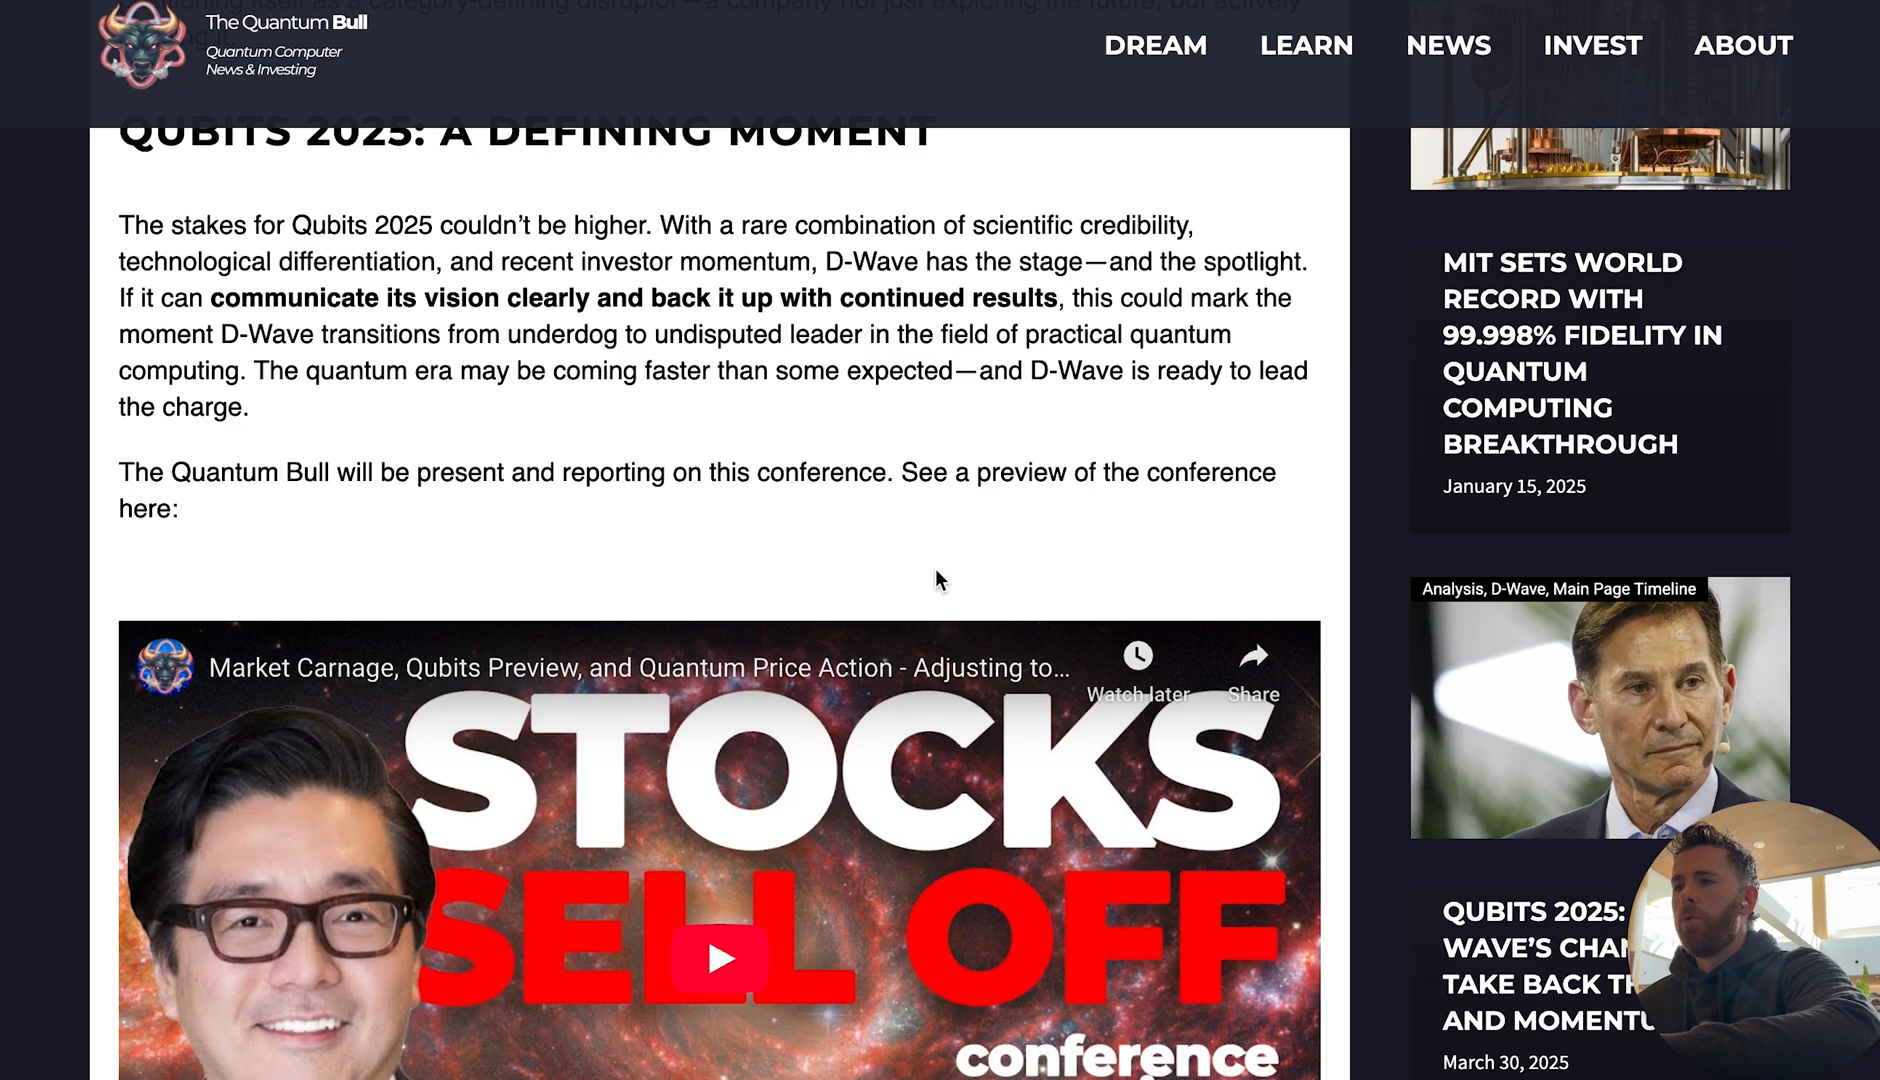 The Quantum Bull
Quantum Computer
News & Investing
DREAM LEARN NEWS INVEST ABOUT
QUBITS 2025: A DEFINING MOMENT
The stakes for Qubits 2025 couldn’t be higher. With a rare combination of scientific credibility,
technological differentiation, and recent investor momentum, D-Wave has the stage—and the spotlight.
If it can communicate its vision clearly and back it up with continued results, this could mark the
moment D-Wave transitions from underdog to undisputed leader in the field of practical quantum
computing. The quantum era may be coming faster than some expected—and D-Wave is ready to lead
the charge.
The Quantum Bull will be present and reporting on this conference. See a preview of the conference
here:
Market Carnage, Qubits Preview, and Quantum Price Action - Adjusting to...
Watch later
Share
STOCKS
SELL OFF
conference
MIT SETS WORLD
RECORD WITH
99.998% FIDELITY IN
QUANTUM
COMPUTING
BREAKTHROUGH
January 15, 2025
Analysis, D-Wave, Main Page Timeline
QUBITS 2025:
WAVE’S
TAKE BACK
AND
March 30, 2025